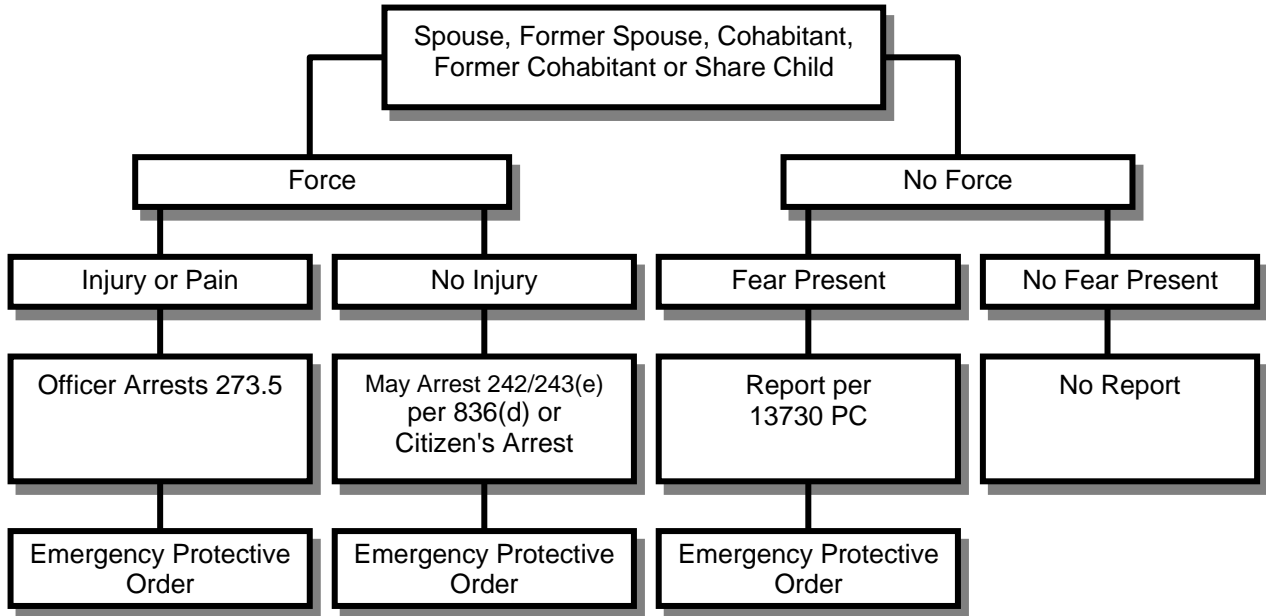 Spouse, Former Spouse, Cohabitant,
Former Cohabitant or Share Child
Force
No Force
Injury or Pain
No Injury
Fear Present
No Fear Present
Officer Arrests 273.5
May Arrest 242/243(e)
per 836(d) or
Citizen's Arrest
Report per
13730 PC
No Report
Emergency Protective
Order
Emergency Protective
Order
Emergency Protective
Order